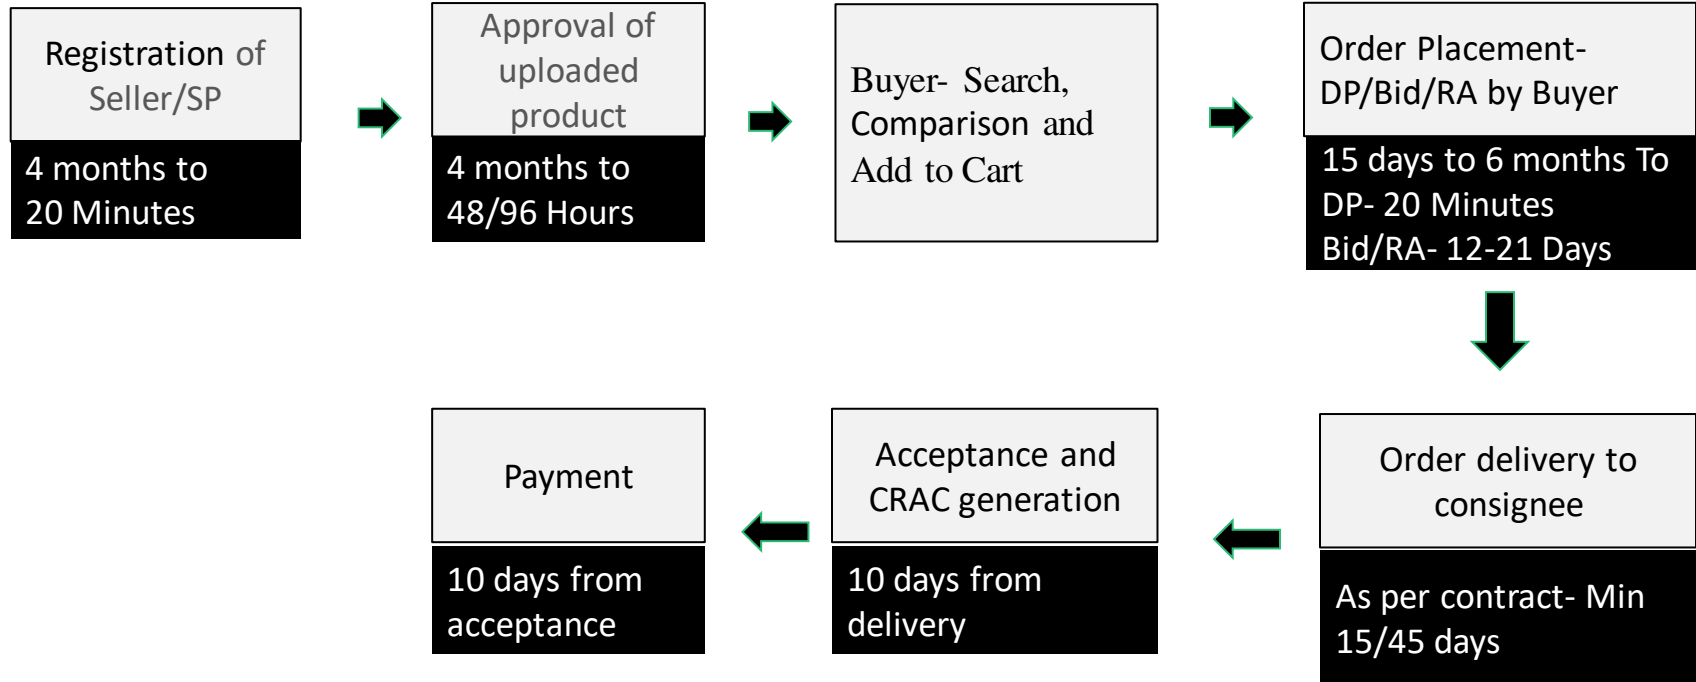 Registration of
Seller/SP
4 months to
20 Minutes
Approval of
uploaded
product
4 months to
48/96 Hours
Buyer- Search,
Comparison and
Add to Cart
Order Placement-
DP/Bid/RA by Buyer
15 days to 6 months To
DP- 20 Minutes
Bid/RA- 12-21 Days
Order delivery to
consignee
As per contract- Min
15/45 days
Acceptance and
CRAC generation
10 days from
delivery
Payment
10 days from
acceptance